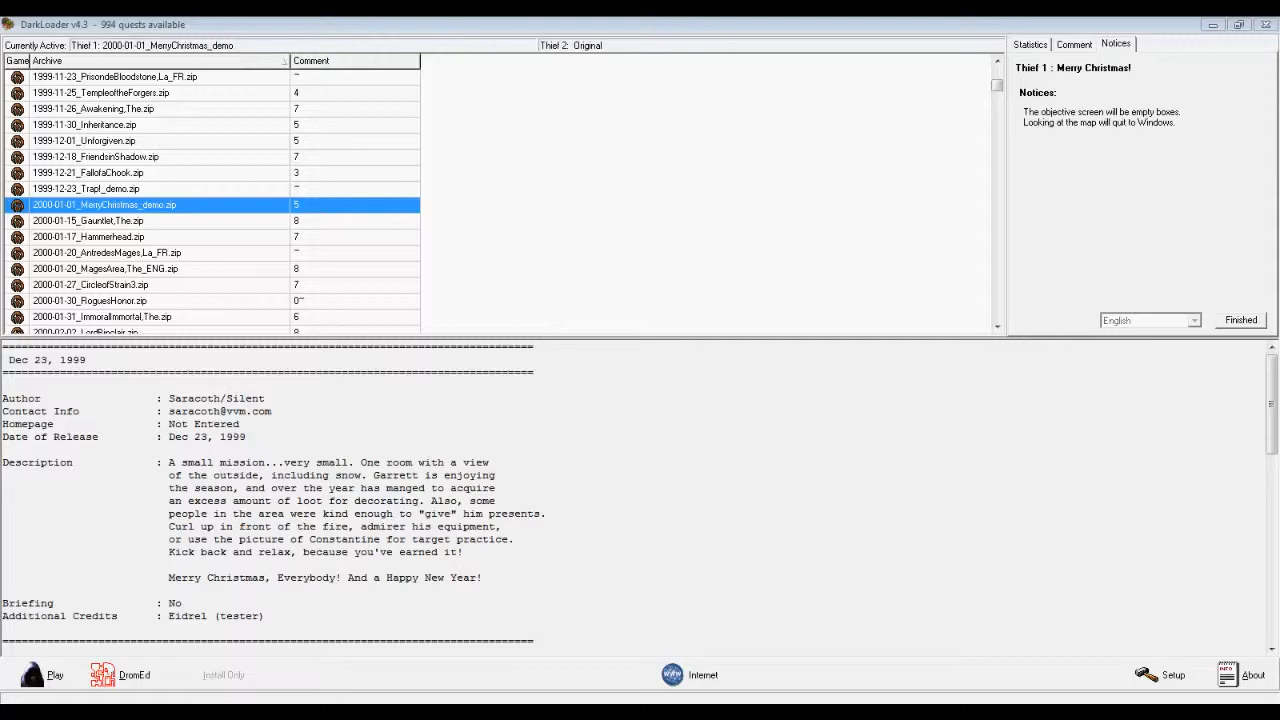 DarkLoader v4.3 - 994 quests available
Currently Active: Thief 1: 2000-01-01_MerryChristmas_demo Thief 2: Original
Game Archive Comment
1999-11-23_PrisondeBloodstone,La_FR.zip ~
1999-11-25_TempleoftheForgers.zip 4
1999-11-26_Awakening,The.zip 7
1999-11-30_Inheritance.zip 5
1999-12-01_Unforgiven.zip 5
1999-12-18_FriendsinShadow.zip 7
1999-12-21_FallofaChook.zip 3
1999-12-23_Trap!_demo.zip ~
2000-01-01_MerryChristmas_demo.zip 5
2000-01-15_Gauntlet,The.zip 8
2000-01-17_Hammerhead.zip 7
2000-01-20_AntredesMages,La_FR.zip ~
2000-01-20_MagesArea,The_ENG.zip 8
2000-01-27_CircleofStrain3.zip 7
2000-01-30_RoguesHonor.zip 0~
2000-01-31_ImmoralImmortal,The.zip 6
2000-02-02_LordBinclair.zip 8
Statistics Comment Notices
Thief 1 : Merry Christmas!
Notices:
The objective screen will be empty boxes.
Looking at the map will quit to Windows.
English Finished
==================================================================
Dec 23, 1999
==================================================================
Author : Saracoth/Silent
Contact Info : saracoth@vvm.com
Homepage : Not Entered
Date of Release : Dec 23, 1999
Description : A small mission...very small. One room with a view
of the outside, including snow. Garrett is enjoying
the season, and over the year has manged to acquire
an excess amount of loot for decorating. Also, some
people in the area were kind enough to "give" him presents.
Curl up in front of the fire, admirer his equipment,
or use the picture of Constantine for target practice.
Kick back and relax, because you've earned it!
Merry Christmas, Everybody! And a Happy New Year!
Briefing : No
Additional Credits : Eidrel (tester)
==================================================================
Play DromEd Install Only Internet Setup About